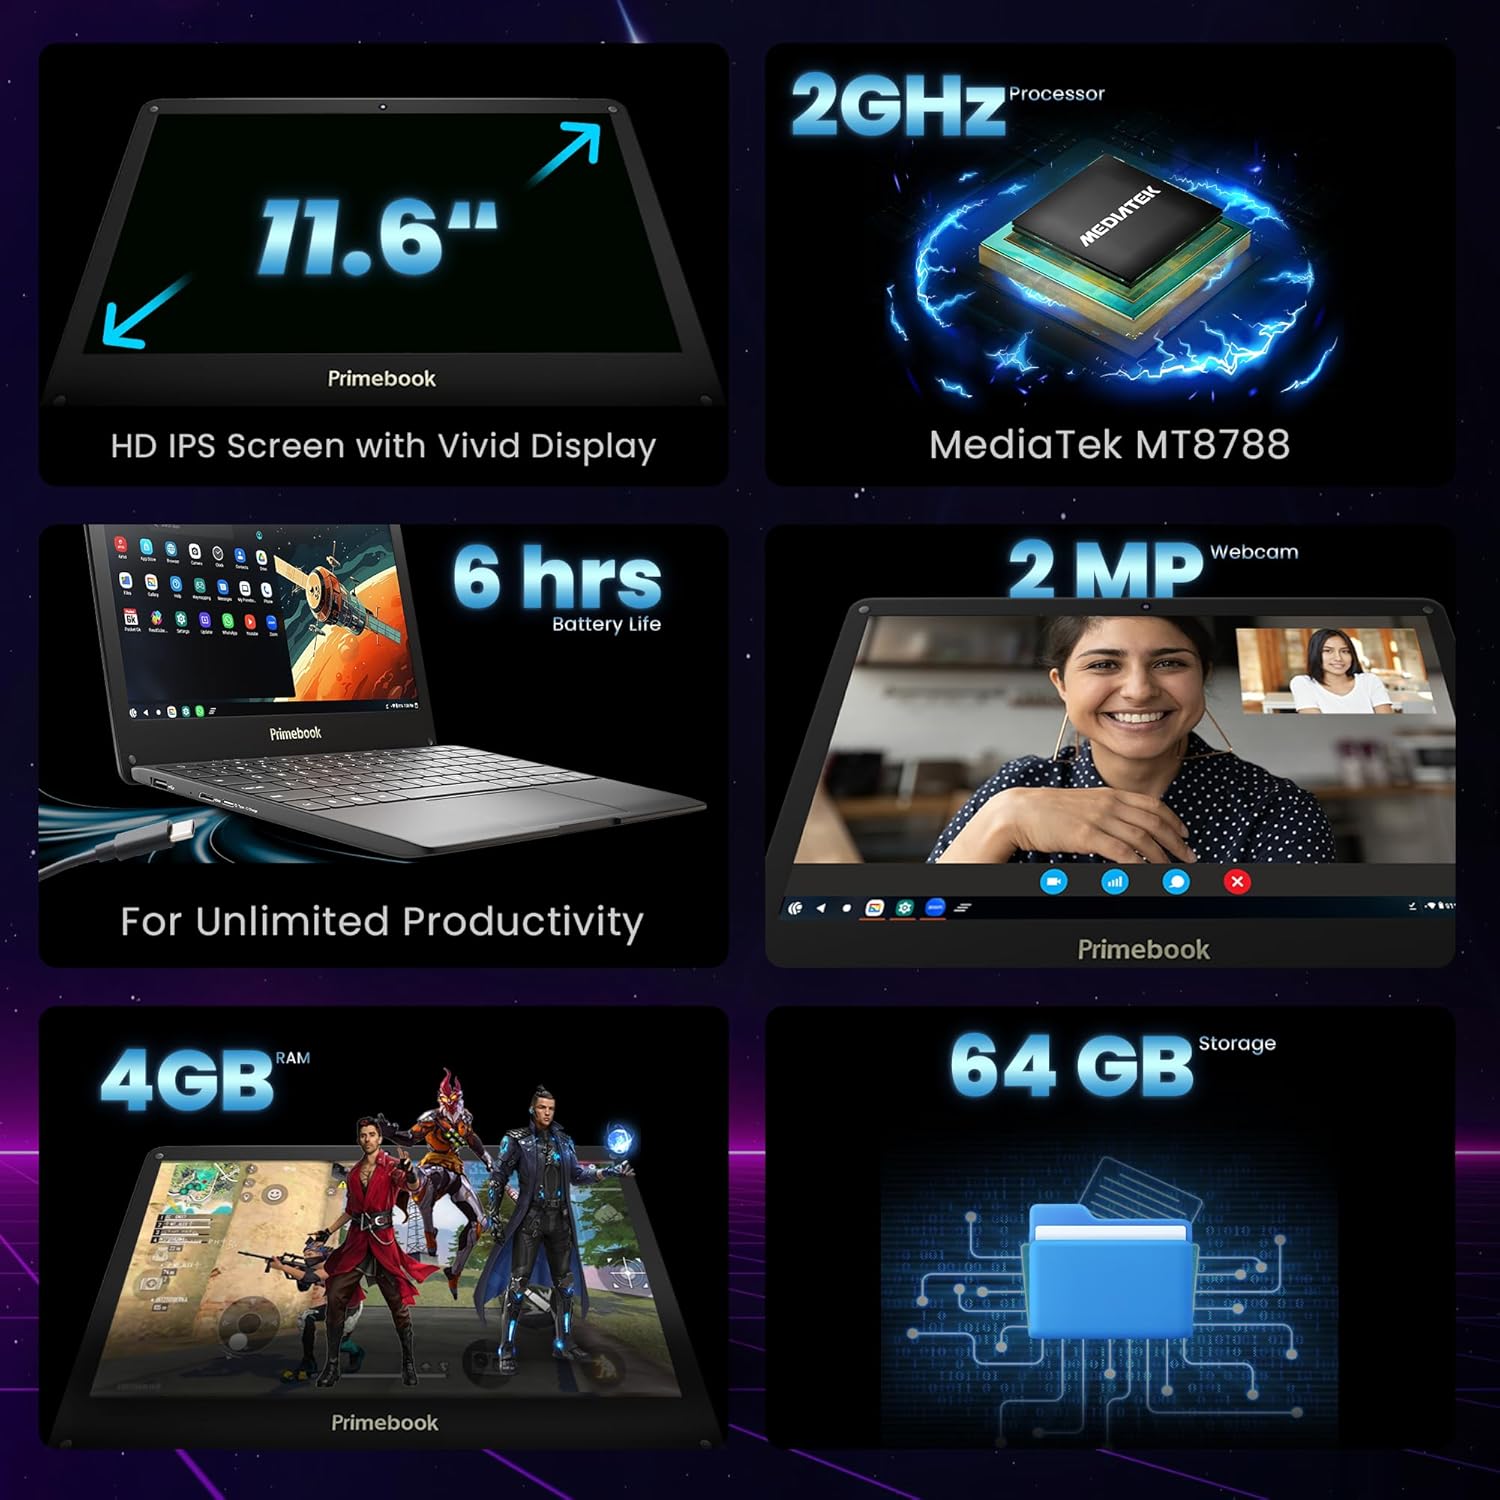 11.6“
Primebook
HD IPS Screen with Vivid Display
2GHz Processor
MEDIATEK
MediaTek MT8788
6 hrs
Battery Life
Primebook
For Unlimited Productivity
2 MP Webcam
zoom
Primebook
4GB RAM
Primebook
64 GB Storage